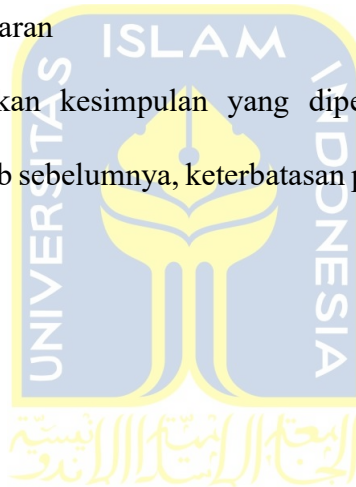 aran
ISLAM
kan kesimpulan yang dipe
b sebelumnya, keterbatasan p
UNIVERSITAS
INDONESIA